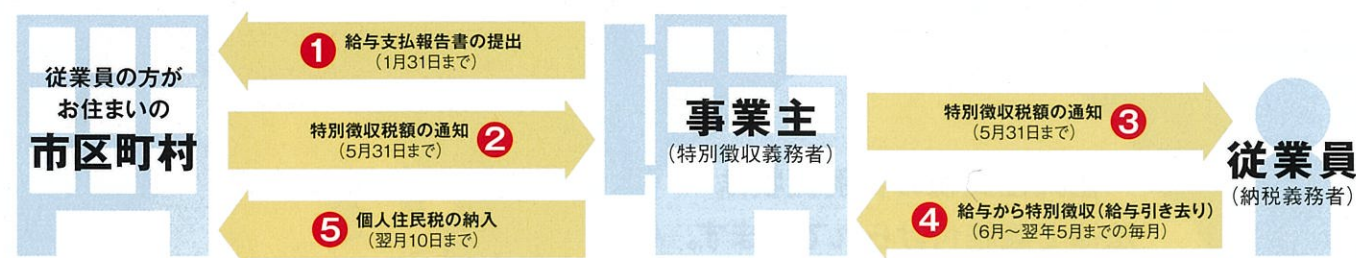 従業員の方が
お住まいの
市区町村
❶ 給与支払報告書の提出
(1月31日まで)
特別徴収税額の通知 ❷
(5月31日まで)
❺ 個人住民税の納入
(翌月10日まで)
事業主
(特別徴収義務者)
特別徴収税額の通知 ❸
(5月31日まで)
❹ 給与から特別徴収(給与引き去り)
(6月~翌年5月までの毎月)
従業員
(納税義務者)